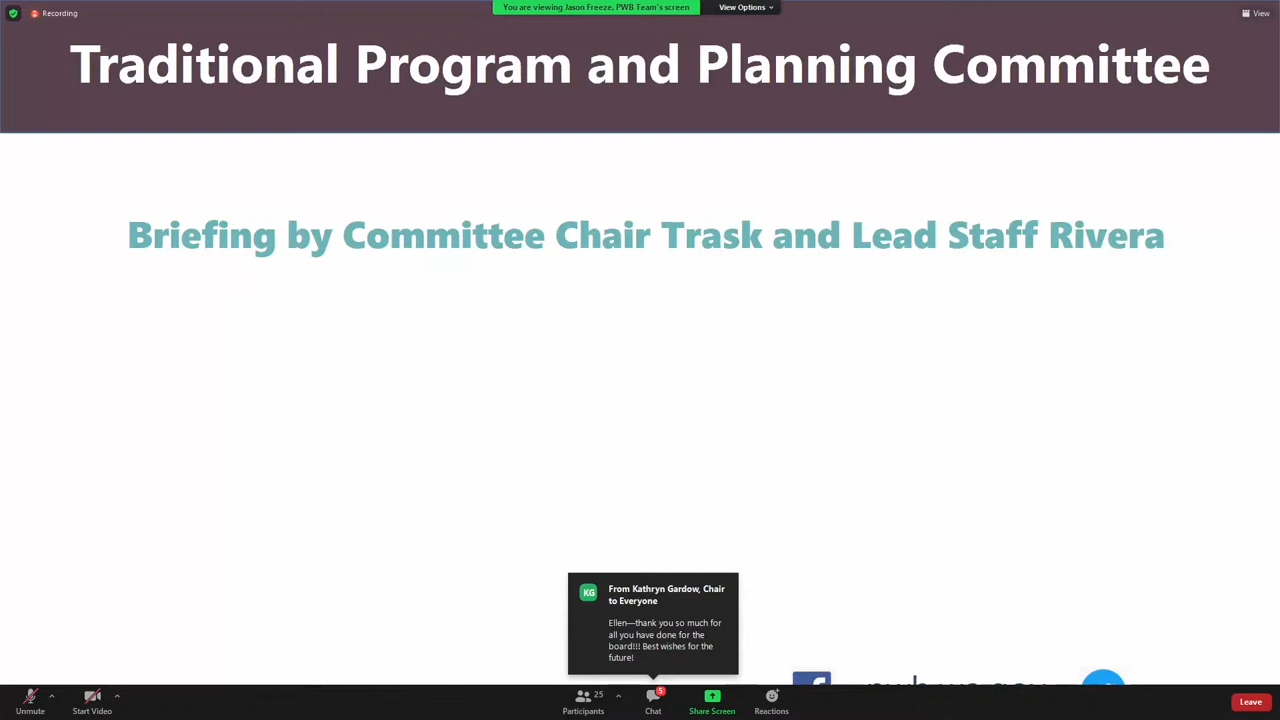 You are viewing Jason Freeze, PWB Team's screen
View Options
Recording
View
Traditional Program and Planning Committee
Briefing by Committee Chair Trask and Lead Staff Rivera
KG
From Kathryn Gardow, Chair
to Everyone
Ellen—thank you so much for
all you have done for the
board!!! Best wishes for the
future!
25
5
Unmute
Start Video
Participants
Chat
Share Screen
Reactions
Leave